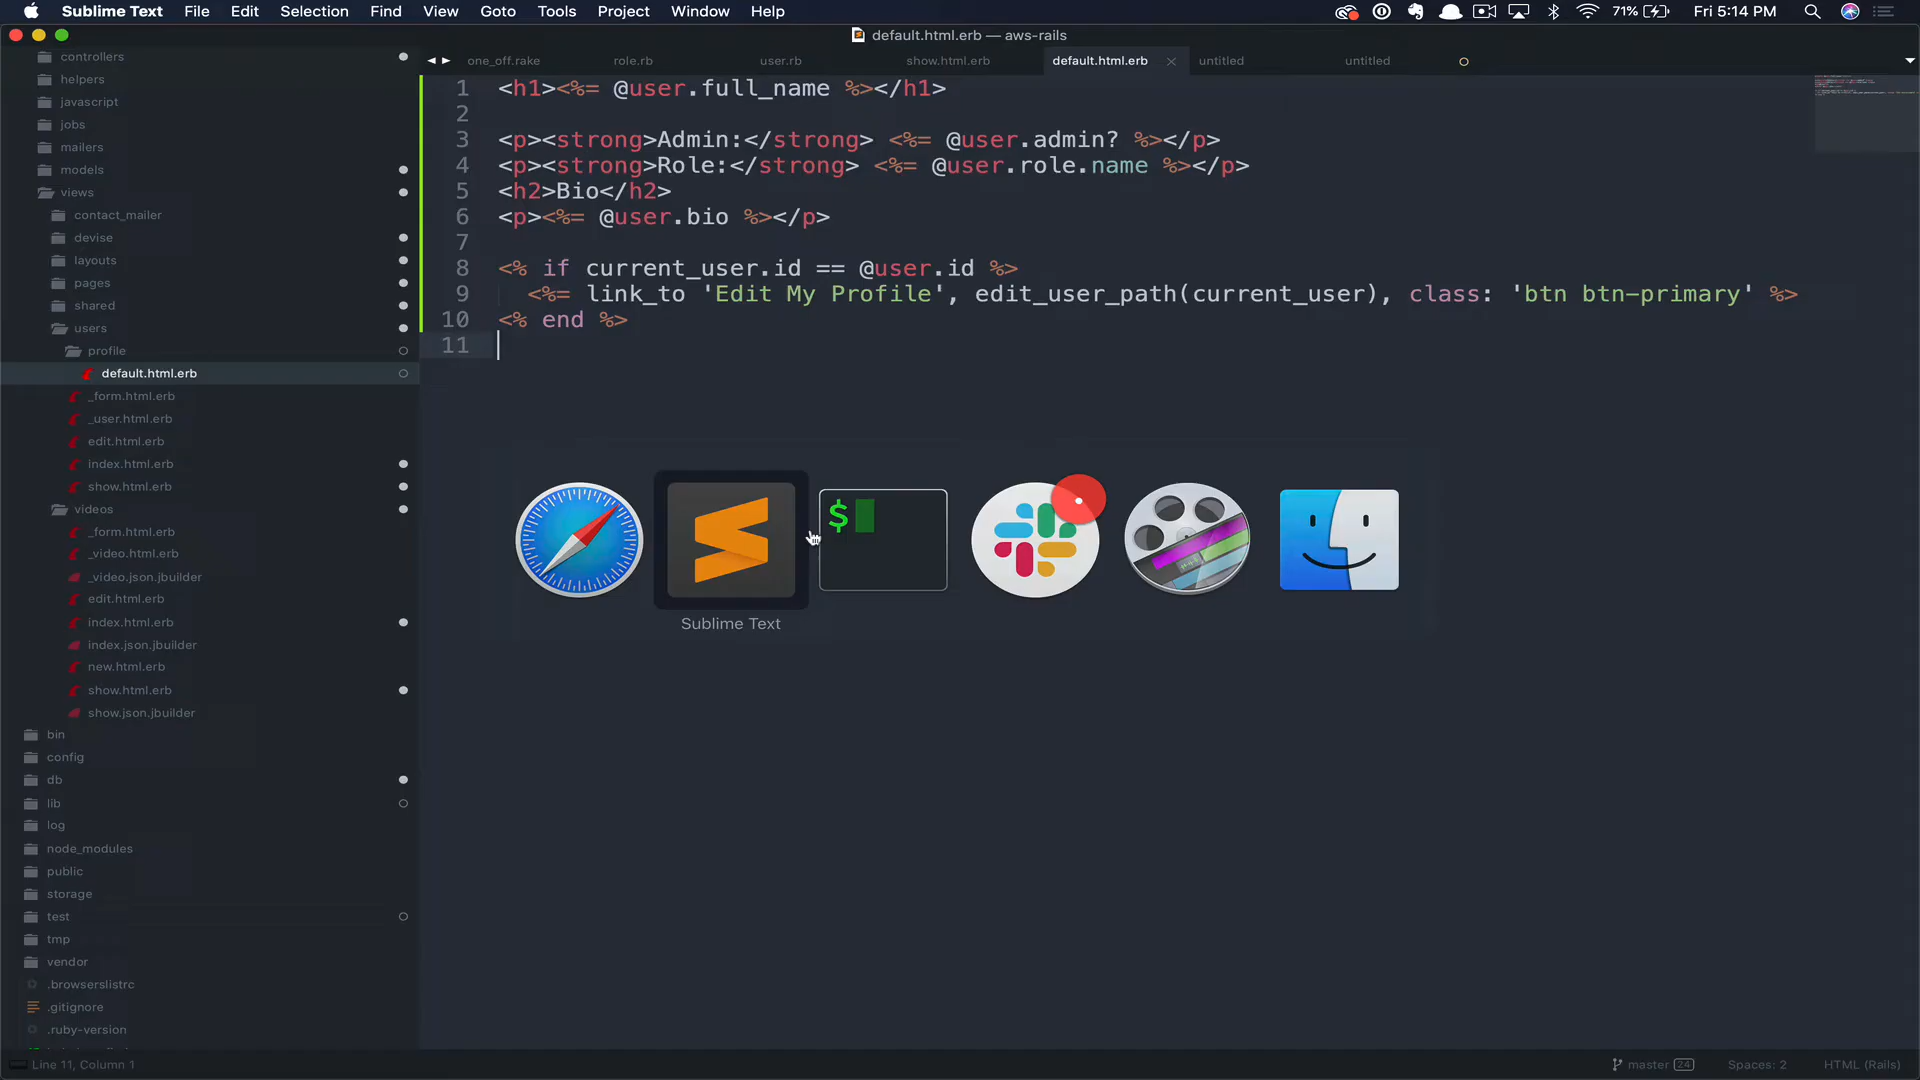 Sublime Text File Edit Selection Find View Goto Tools Project Window Help 71% Fri 5:14 PM
default.html.erb — aws-rails
one_off.rake role.rb user.rb show.html.erb default.html.erb untitled untitled
controllers
helpers
javascript
jobs
mailers
models
views
contact_mailer
devise
layouts
pages
shared
users
profile
default.html.erb
_form.html.erb
_user.html.erb
edit.html.erb
index.html.erb
show.html.erb
videos
_form.html.erb
_video.html.erb
_video.json.jbuilder
edit.html.erb
index.html.erb
index.json.jbuilder
new.html.erb
show.html.erb
show.json.jbuilder
bin
config
db
lib
log
node_modules
public
storage
test
tmp
vendor
.browserslistrc
.gitignore
.ruby-version
1 <h1><%= @user.full_name %></h1>
2
3 <p><strong>Admin:</strong> <%= @user.admin? %></p>
4 <p><strong>Role:</strong> <%= @user.role.name %></p>
5 <h2>Bio</h2>
6 <p><%= @user.bio %></p>
7
8 <% if current_user.id == @user.id %>
9 <%= link_to 'Edit My Profile', edit_user_path(current_user), class: 'btn btn-primary' %>
10 <% end %>
11
$
Sublime Text
Line 11, Column 1 master 24 Spaces: 2 HTML (Rails)